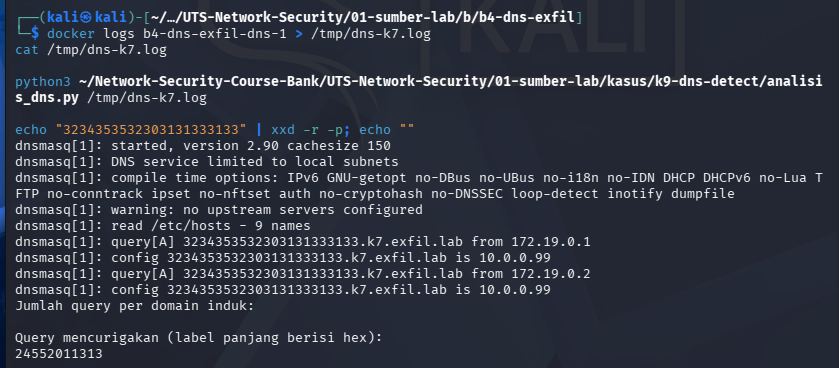 ┌──(kali㉿kali)-[~/…/UTS-Network-Security/01-sumber-lab/b/b4-dns-exfil]
└─$ docker logs b4-dns-exfil-dns-1 > /tmp/dns-k7.log
cat /tmp/dns-k7.log
python3 ~/Network-Security-Course-Bank/UTS-Network-Security/01-sumber-lab/kasus/k9-dns-detect/analisi
s_dns.py /tmp/dns-k7.log
echo "3234353532303131333133" | xxd -r -p; echo ""
dnsmasq[1]: started, version 2.90 cachesize 150
dnsmasq[1]: DNS service limited to local subnets
dnsmasq[1]: compile time options: IPv6 GNU-getopt no-DBus no-UBus no-i18n no-IDN DHCP DHCPv6 no-Lua T
FTP no-conntrack ipset no-nftset auth no-cryptohash no-DNSSEC loop-detect inotify dumpfile
dnsmasq[1]: warning: no upstream servers configured
dnsmasq[1]: read /etc/hosts - 9 names
dnsmasq[1]: query[A] 3234353532303131333133.k7.exfil.lab from 172.19.0.1
dnsmasq[1]: config 3234353532303131333133.k7.exfil.lab is 10.0.0.99
dnsmasq[1]: query[A] 3234353532303131333133.k7.exfil.lab from 172.19.0.2
dnsmasq[1]: config 3234353532303131333133.k7.exfil.lab is 10.0.0.99
Jumlah query per domain induk:
Query mencurigakan (label panjang berisi hex):
24552011313